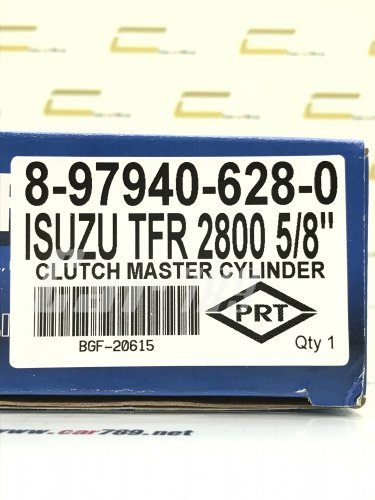 8-97940-628-0
ISUZU TFR 2800 5/8"
CLUTCH MASTER CYLINDER
PRT
BGF-20615
Qty 1
www.car789.net